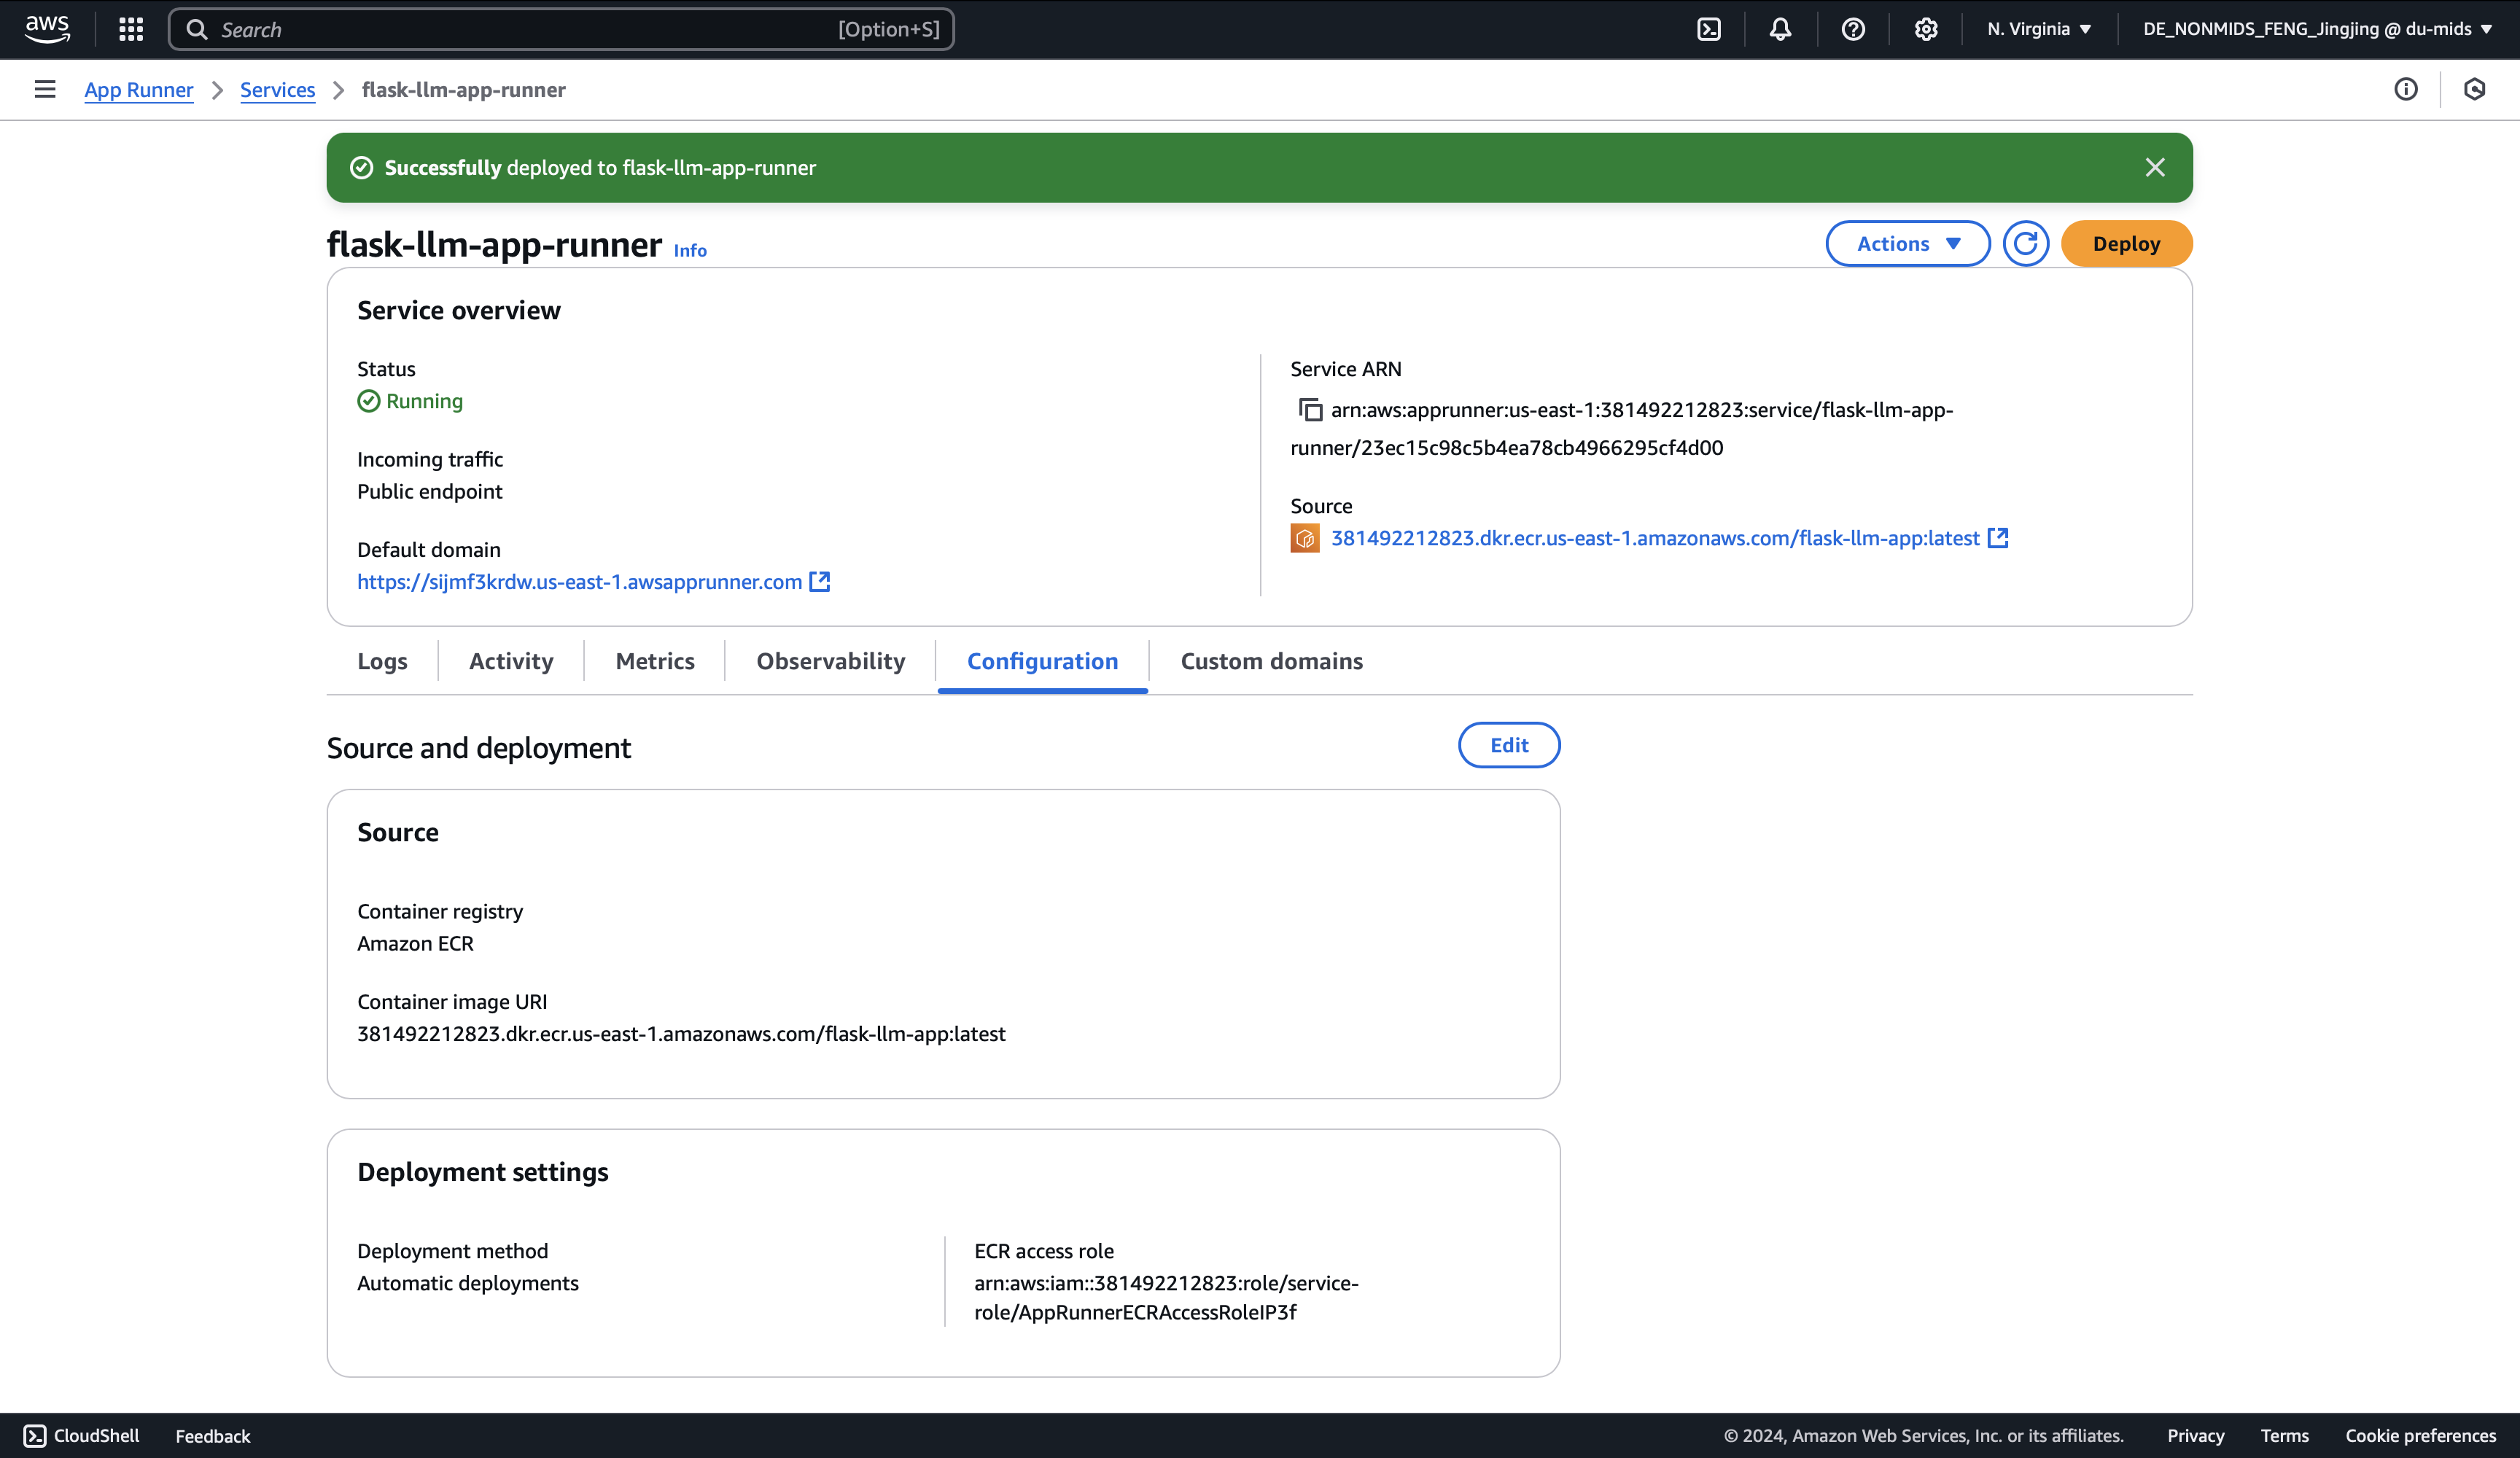 aws
Search [Option+S]
N. Virginia
DE_NONMIDS_FENG_Jingjing @ du-mids
App Runner
Services
flask-llm-app-runner
Successfully deployed to flask-llm-app-runner
flask-llm-app-runner Info
Actions
Deploy
Service overview
Status
Running
Incoming traffic
Public endpoint
Default domain
https://sijmf3krdw.us-east-1.awsapprunner.com
Service ARN
arn:aws:apprunner:us-east-1:381492212823:service/flask-llm-app-
runner/23ec15c98c5b4ea78cb4966295cf4d00
Source
381492212823.dkr.ecr.us-east-1.amazonaws.com/flask-llm-app:latest
Logs
Activity
Metrics
Observability
Configuration
Custom domains
Source and deployment
Edit
Source
Container registry
Amazon ECR
Container image URI
381492212823.dkr.ecr.us-east-1.amazonaws.com/flask-llm-app:latest
Deployment settings
Deployment method
Automatic deployments
ECR access role
arn:aws:iam::381492212823:role/service-
role/AppRunnerECRAccessRoleIP3f
CloudShell
Feedback
© 2024, Amazon Web Services, Inc. or its affiliates.
Privacy
Terms
Cookie preferences